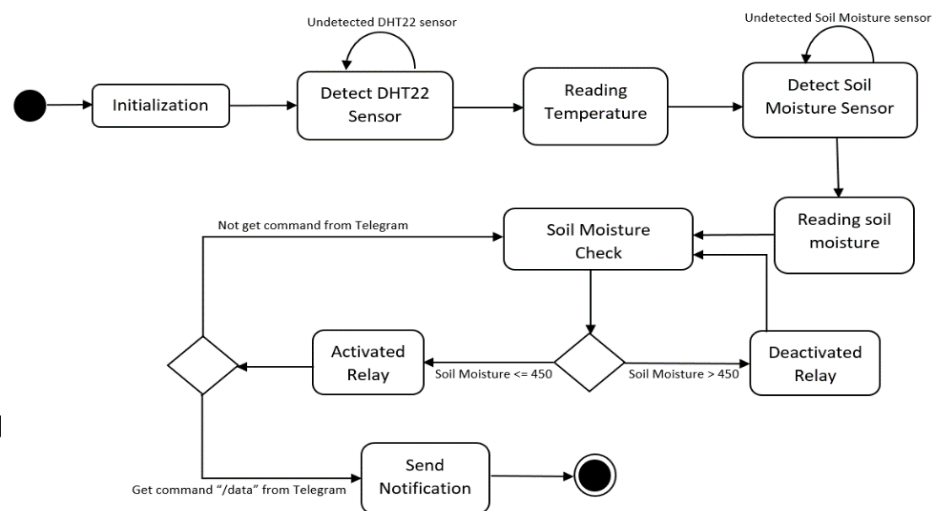 Undetected DHT22 sensor
Undetected Soil Moisture sensor
Initialization
Detect DHT22
Sensor
Reading
Temperature
Detect Soil
Moisture Sensor
Reading soil
moisture
Not get command from Telegram
Soil Moisture
Check
Activated
Relay
Soil Moisture <= 450
Soil Moisture > 450
Deactivated
Relay
Send
Notification
Get command “/data” from Telegram